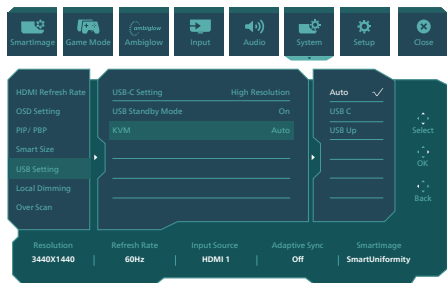 ambiglow
SmartImage Game Mode Ambiglow Input Audio System Setup Close
HDMI Refresh Rate USB-C Setting High Resolution Auto
OSD Setting USB Standby Mode On USB C
PIP/ PBP KVM Auto USB Up Select
Smart Size
OK
USB Setting
Local Dimming Back
Over Scan
Resolution Refresh Rate Input Source Adaptive Sync SmartImage
3440X1440 60Hz HDMI 1 Off SmartUniformity